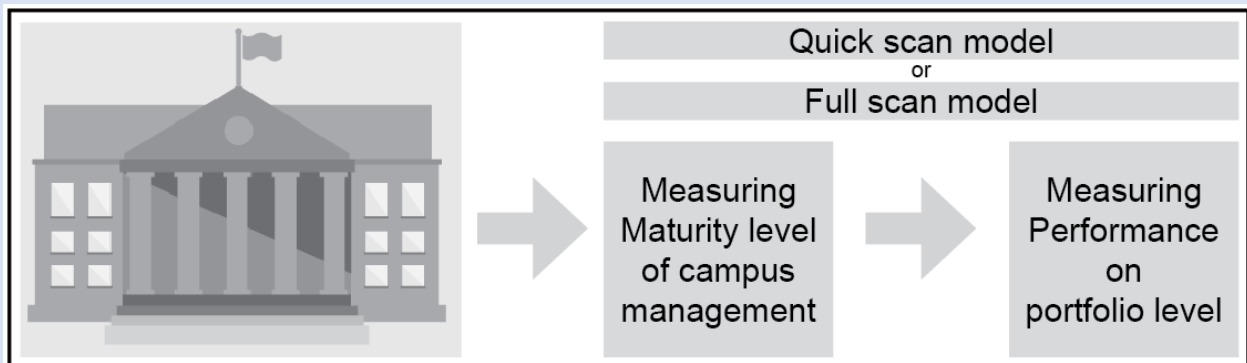 Quick scan model
or
Full scan model
Measuring
Maturity level
of campus
management
Measuring
Performance
on
portfolio level